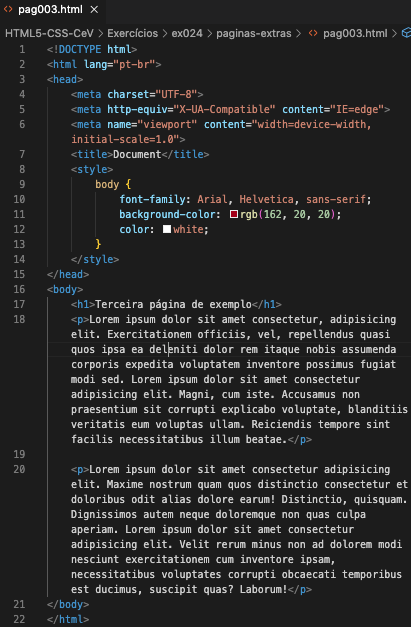 pag003.html ×
HTML5-CSS-CeV > Exercícios > ex024 > paginas-extras > pag003.html >
1 <!DOCTYPE html>
2 <html lang="pt-br">
3 <head>
4 <meta charset="UTF-8">
5 <meta http-equiv="X-UA-Compatible" content="IE=edge">
6 <meta name="viewport" content="width=device-width,
initial-scale=1.0">
7 <title>Document</title>
8 <style>
9 body {
10 font-family: Arial, Helvetica, sans-serif;
11 background-color: rgb(162, 20, 20);
12 color: white;
13 }
14 </style>
15 </head>
16 <body>
17 <h1>Terceira página de exemplo</h1>
18 <p>Lorem ipsum dolor sit amet consectetur, adipisicing
elit. Exercitationem officiis, vel, repellendus quasi
quos ipsa ea deleniti dolor rem itaque nobis assumenda
corporis expedita voluptatem inventore possimus fugiat
modi sed. Lorem ipsum dolor sit amet consectetur
adipisicing elit. Magni, cum iste. Accusamus non
praesentium sit corrupti explicabo voluptate, blanditiis
veritatis eum voluptas ullam. Reiciendis tempore sint
facilis necessitatibus illum beatae.</p>
19
20 <p>Lorem ipsum dolor sit amet consectetur adipisicing
elit. Maxime nostrum quam quos distinctio consectetur et
doloribus odit alias dolore earum! Distinctio, quisquam.
Dignissimos autem neque doloremque non quas culpa
aperiam. Lorem ipsum dolor sit amet consectetur
adipisicing elit. Velit rerum minus non ad dolorem modi
nesciunt exercitationem cum inventore ipsam,
necessitatibus voluptates corrupti obcaecati temporibus
est ducimus, suscipit quas? Laborum!</p>
21 </body>
22 </html>